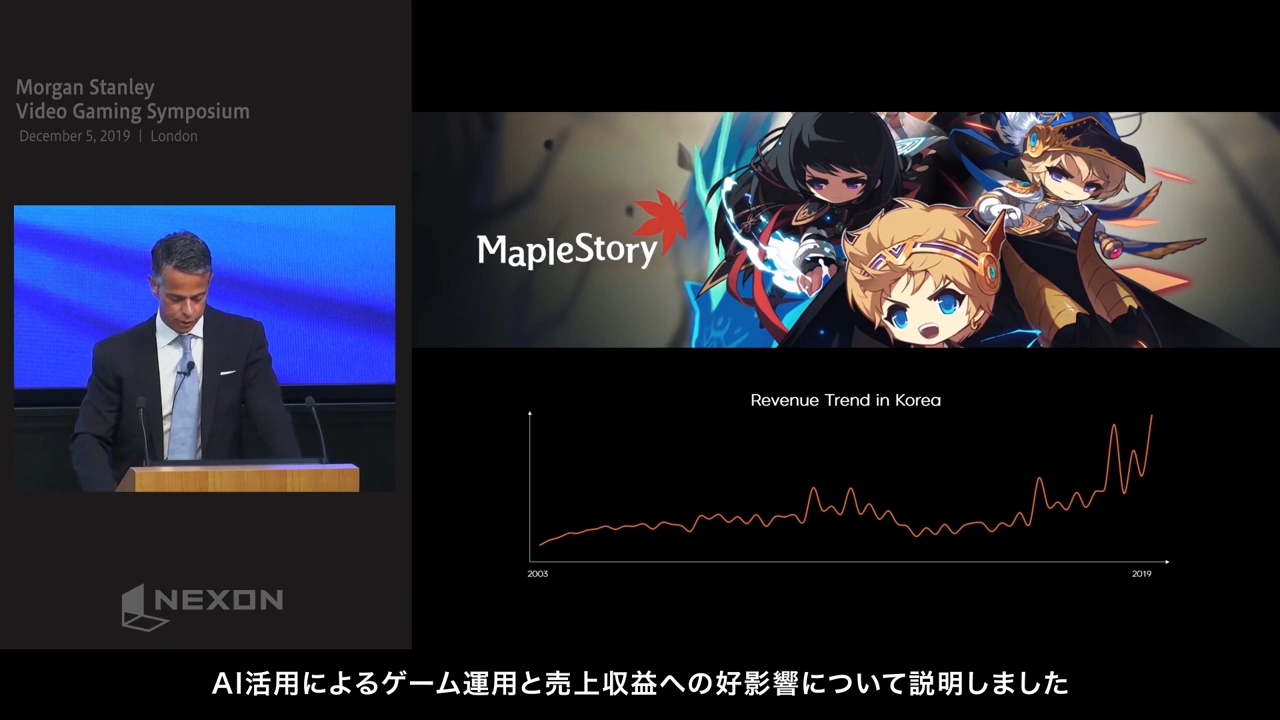 Morgan Stanley
Video Gaming Symposium
December 5, 2019 | London
MapleStory
Revenue Trend in Korea
2003
2019
NEXON
AI活用によるゲーム運用と売上収益への好影響について説明しました